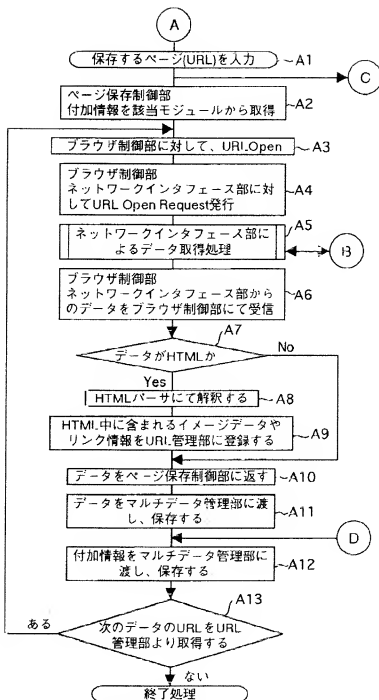 A
保存するページ(URL)を入力
A1
C
ページ保存制御部
付加情報を該当モジュールから取得
A2
ブラウザ制御部に対して、URLOpen
A3
ブラウザ制御部
ネットワークインタフェース部に対
してURL Open Request発行
A4
A5
ネットワークインタフェース部に
よるデータ取得処理
B
ブラウザ制御部
ネットワークインタフェース部から
のデータをブラウザ制御部にて受信
A6
A7
データがHTMLか
No
Yes
HTMLパーサにて解釈する
A8
HTML中に含まれるイメージデータや
リンク情報をURL管理部に登録する
A9
データをページ保存制御部に返す
A10
データをマルチデータ管理部に渡
し、保存する
A11
D
付加情報をマルチデータ管理部に
渡し、保存する
A12
A13
ある
次のデータのURLをURL
管理部より取得する
ない
終了処理